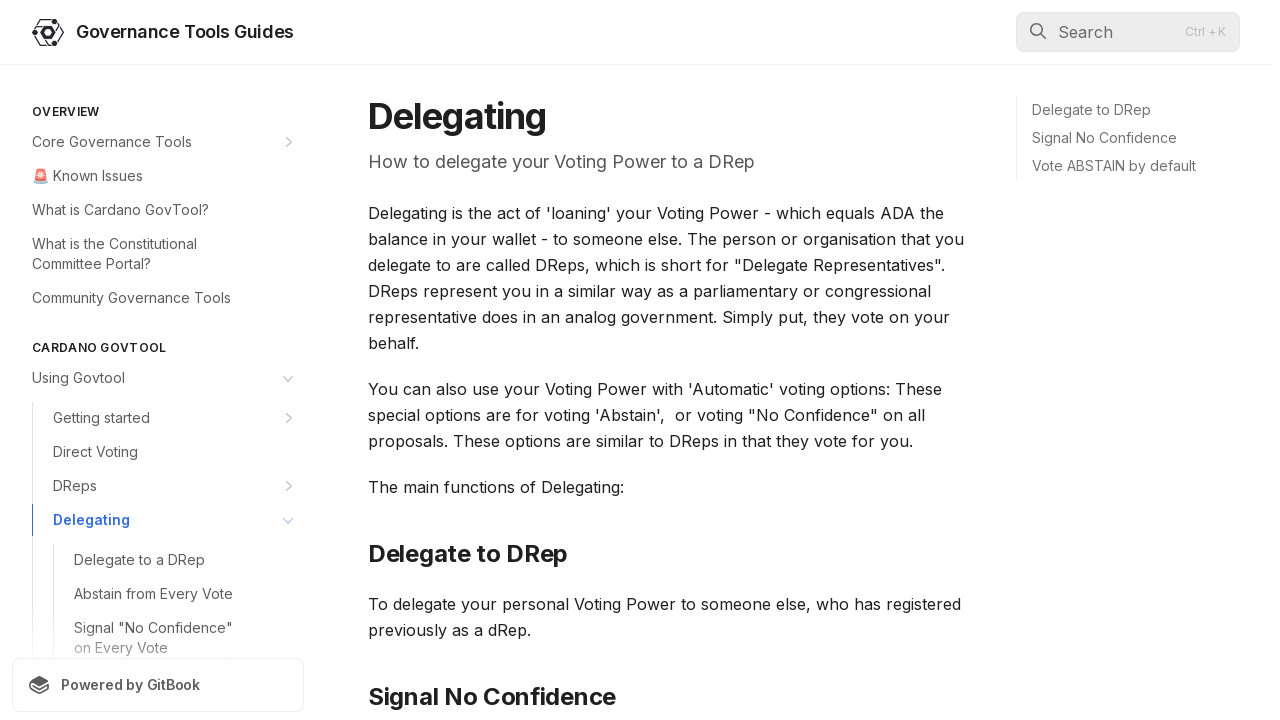 Governance Tools Guides
Search
Ctrl + K
OVERVIEW
Core Governance Tools
🚨 Known Issues
What is Cardano GovTool?
What is the Constitutional
Committee Portal?
Community Governance Tools
CARDANO GOVTOOL
Using Govtool
Getting started
Direct Voting
DReps
Delegating
Delegate to a DRep
Abstain from Every Vote
Signal "No Confidence"
on Every Vote
Powered by GitBook
Delegating
How to delegate your Voting Power to a DRep
Delegating is the act of 'loaning' your Voting Power - which equals ADA the
balance in your wallet - to someone else. The person or organisation that you
delegate to are called DReps, which is short for "Delegate Representatives".
DReps represent you in a similar way as a parliamentary or congressional
representative does in an analog government. Simply put, they vote on your
behalf.
You can also use your Voting Power with 'Automatic' voting options: These
special options are for voting 'Abstain',  or voting "No Confidence" on all
proposals. These options are similar to DReps in that they vote for you.
The main functions of Delegating:
Delegate to DRep
To delegate your personal Voting Power to someone else, who has registered
previously as a dRep.
Signal No Confidence
Delegate to DRep
Signal No Confidence
Vote ABSTAIN by default